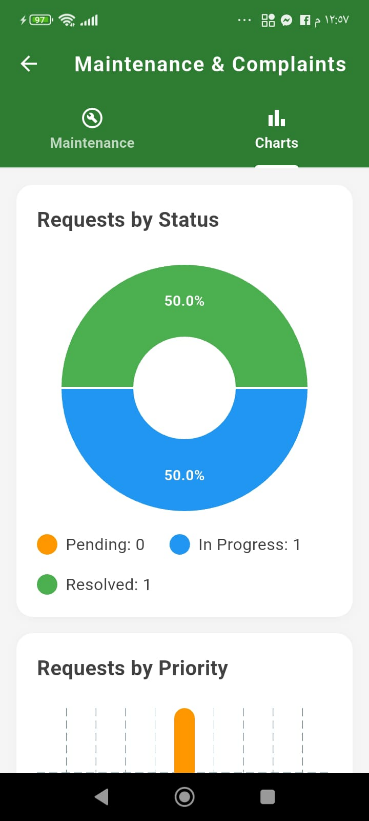 97 ... م ١٢:٥٧
Maintenance & Complaints
Maintenance Charts
Requests by Status
50.0%
50.0%
Pending: 0 In Progress: 1
Resolved: 1
Requests by Priority